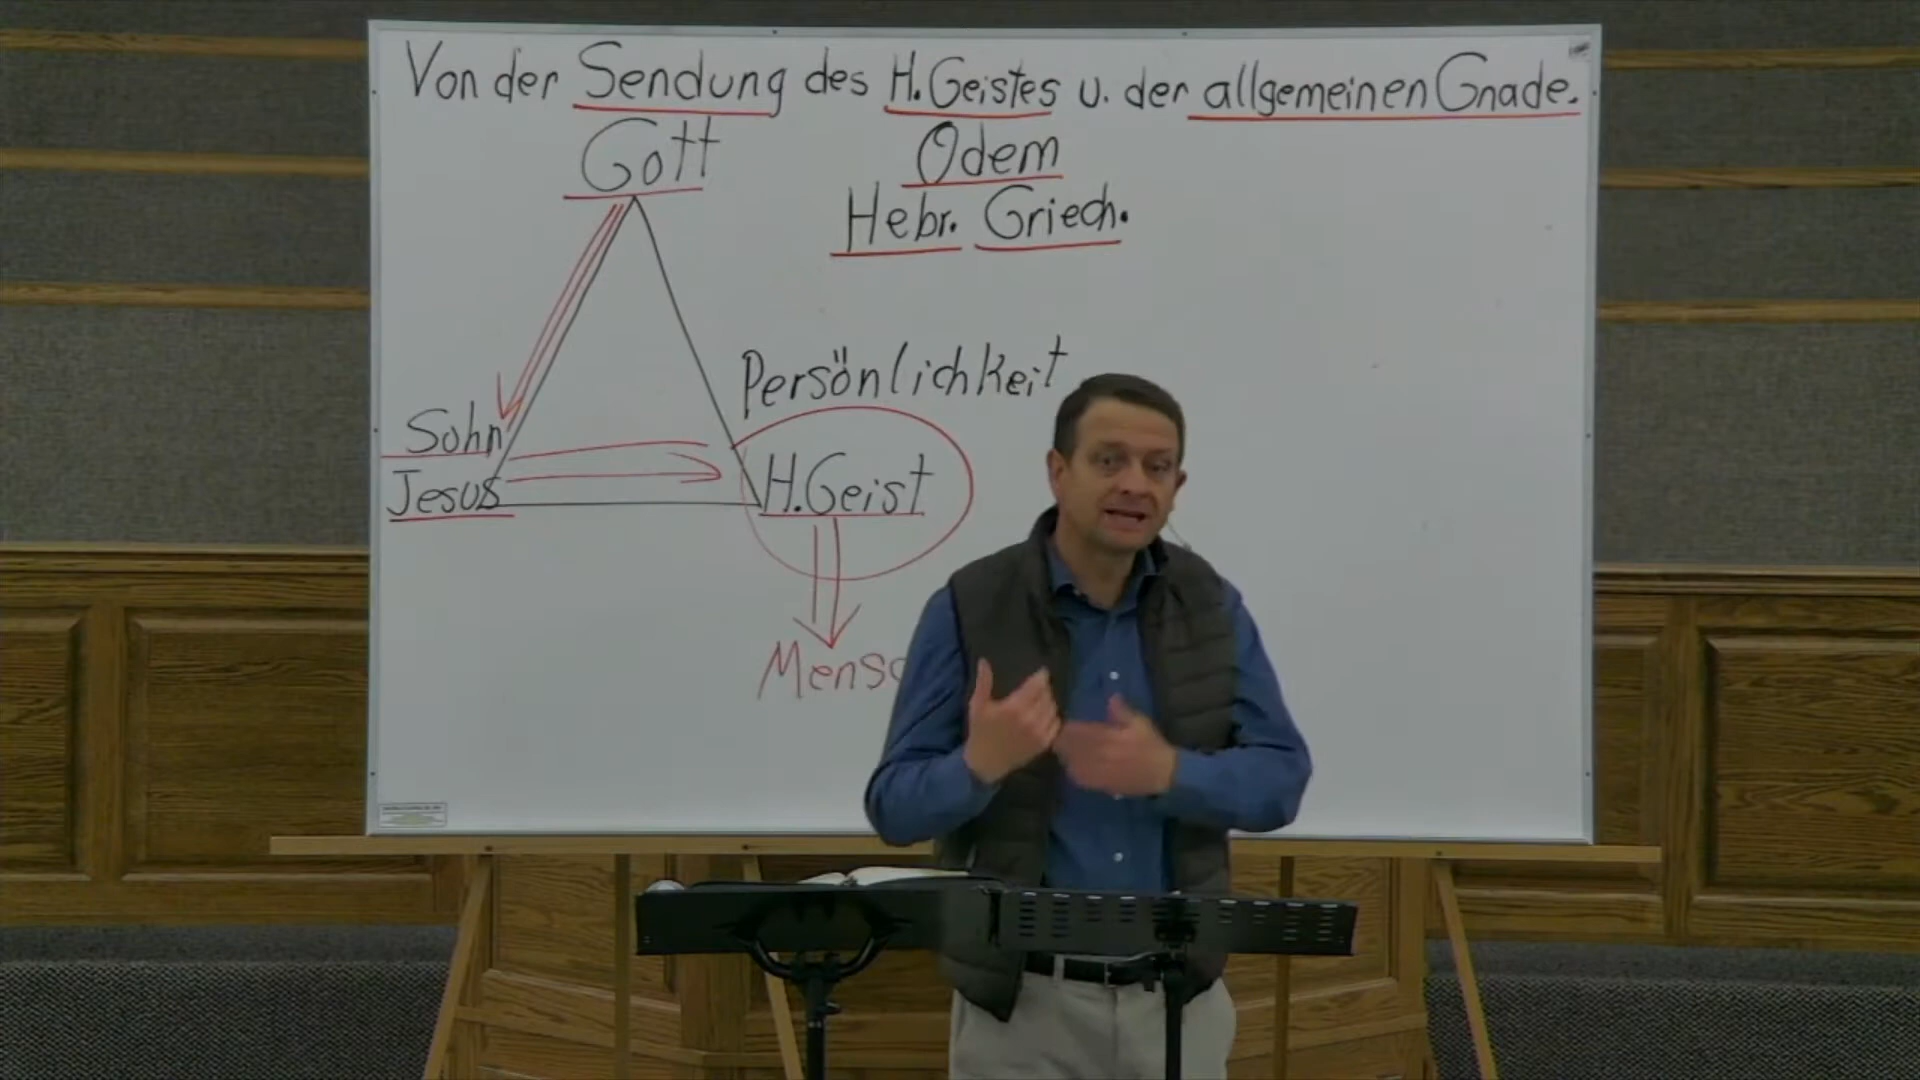 Von der Sendung des H. Geistes u. der allgemeinen Gnade.
Gott
Odem
Hebr. Griech.
Persönlichkeit
Sohn
Jesus
H. Geist